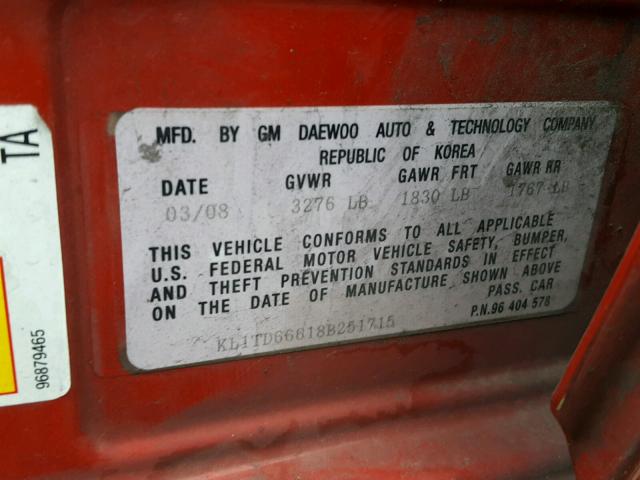 TA
96879465
MFD. BY GM DAEWOO AUTO & TECHNOLOGY COMPANY
REPUBLIC OF KOREA
DATE GVWR GAWR FRT GAWR RR
03/08 3276 LB 1830 LB 1767 LB
THIS VEHICLE CONFORMS TO ALL APPLICABLE
U.S. FEDERAL MOTOR VEHICLE SAFETY, BUMPER,
AND THEFT PREVENTION STANDARDS IN EFFECT
ON THE DATE OF MANUFACTURE SHOWN ABOVE
PASS. CAR
P.N.96 404 578
KL1TD66618B251715